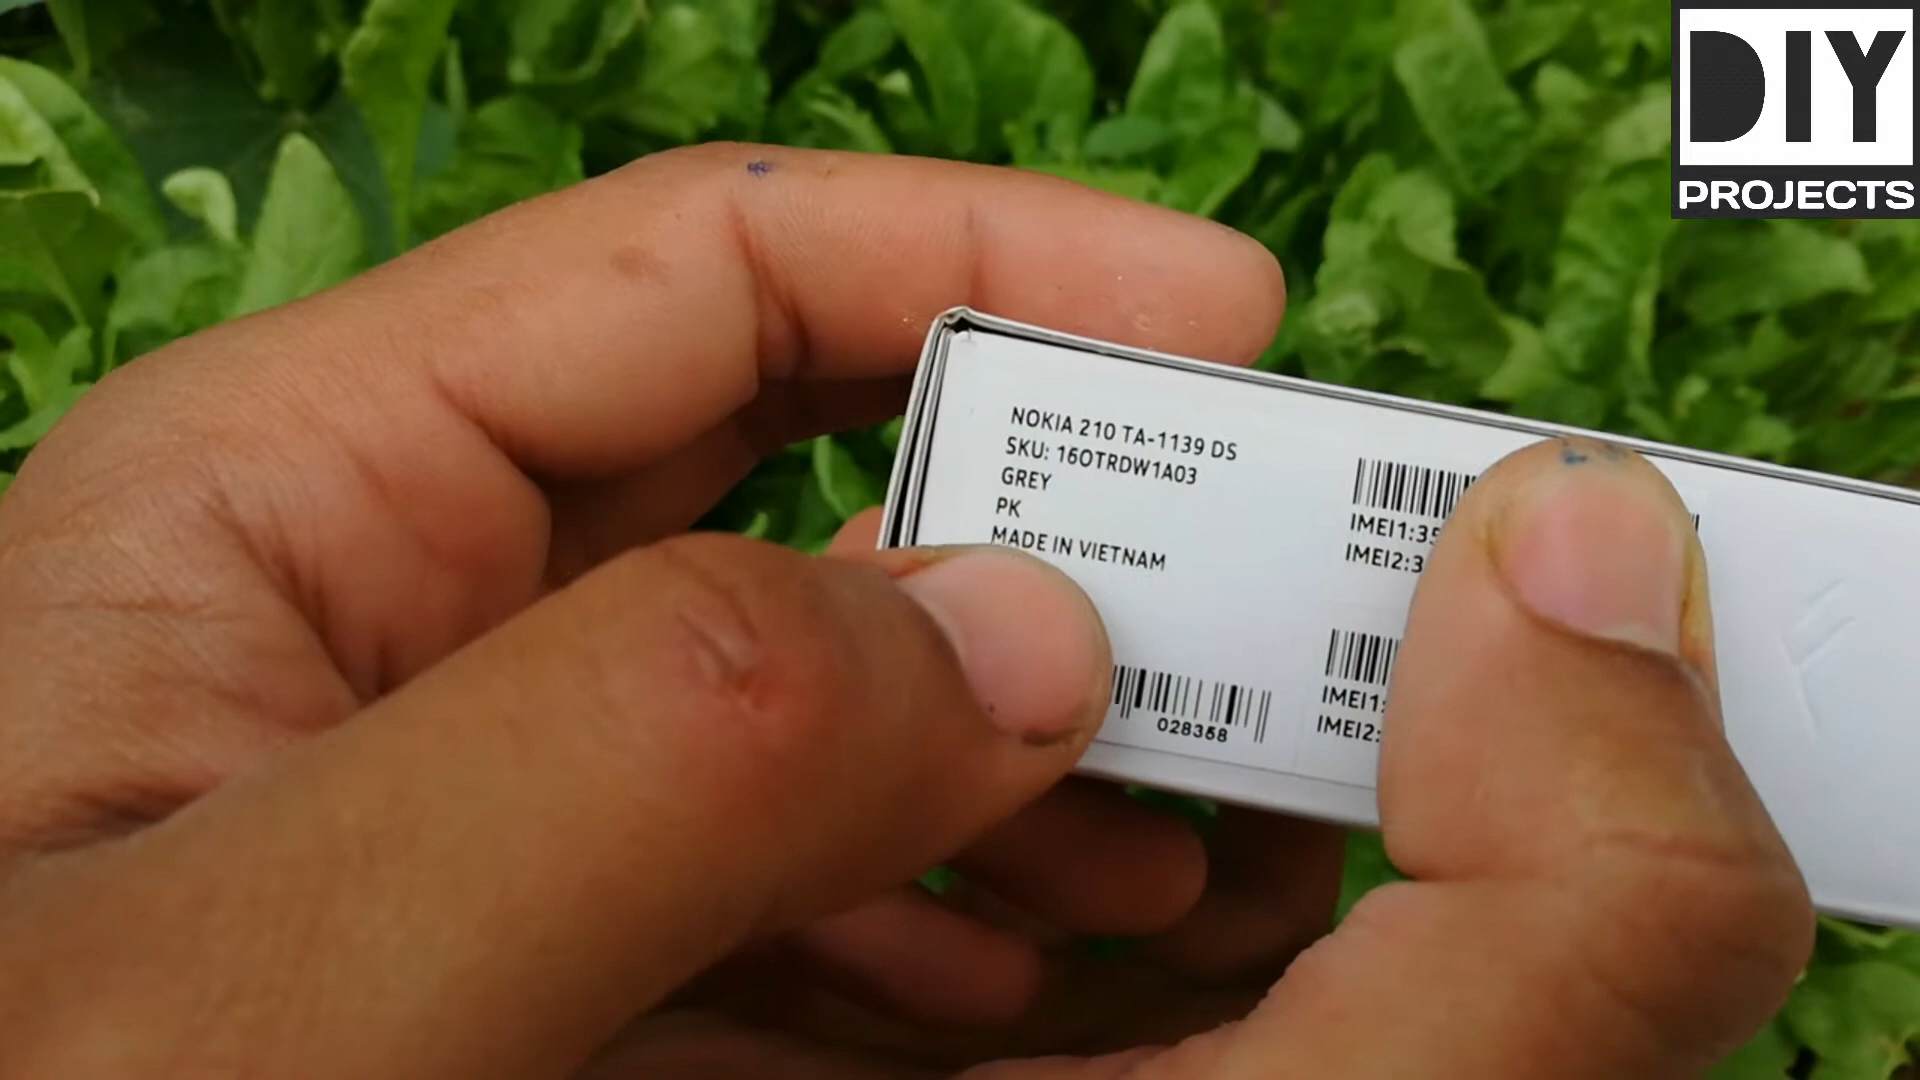 DIY
PROJECTS
NOKIA 210 TA-1139 DS
SKU: 16OTRDW1A03
GREY
PK
MADE IN VIETNAM
IMEI1:35
IMEI2:3
028358
IMEI1:
IMEI2: